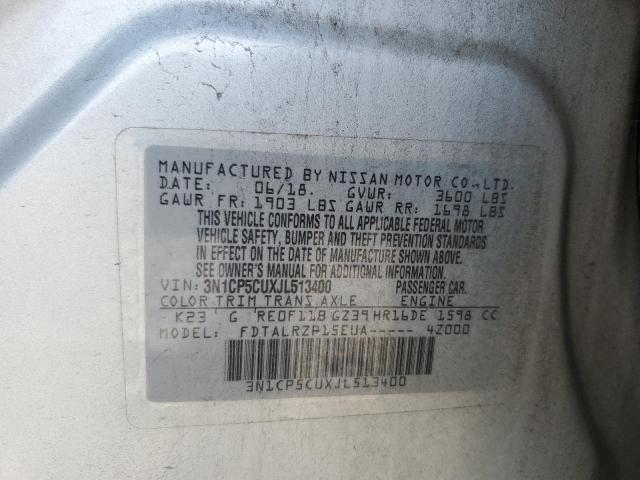 MANUFACTURED BY NISSAN MOTOR CO.,LTD.
DATE: 06/18. GVWR: 3600 LBS
GAWR FR: 1903 LBS GAWR RR: 1698 LBS
THIS VEHICLE CONFORMS TO ALL APPLICABLE FEDERAL MOTOR
VEHICLE SAFETY, BUMPER AND THEFT PREVENTION STANDARDS
IN EFFECT ON THE DATE OF MANUFACTURE SHOWN ABOVE.
SEE OWNER'S MANUAL FOR ADDITIONAL INFORMATION.
VIN: 3N1CP5CUXJL513400 PASSENGER CAR.
COLOR TRIM TRANS AXLE ENGINE
K23 G RE0F11B GZ39 HR16DE 1598 CC
MODEL: FDTALRZP15EUA----- 4Z000
3N1CP5CUXJL513400